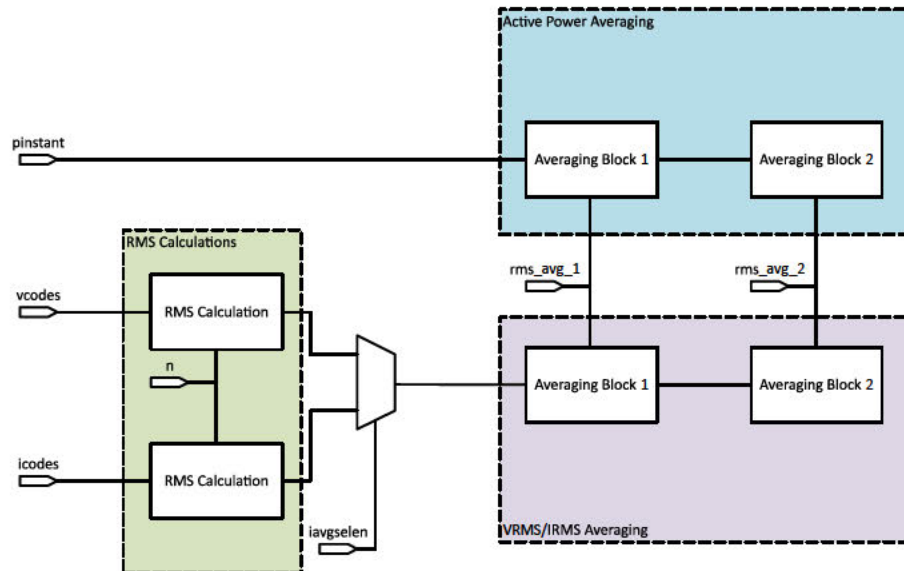 Active Power Averaging
pinstant
Averaging Block 1
Averaging Block 2
RMS Calculations
rms_avg_1
rms_avg_2
vcodes
RMS Calculation
n
Averaging Block 1
Averaging Block 2
icodes
RMS Calculation
iavgselen
VRMS/IRMS Averaging